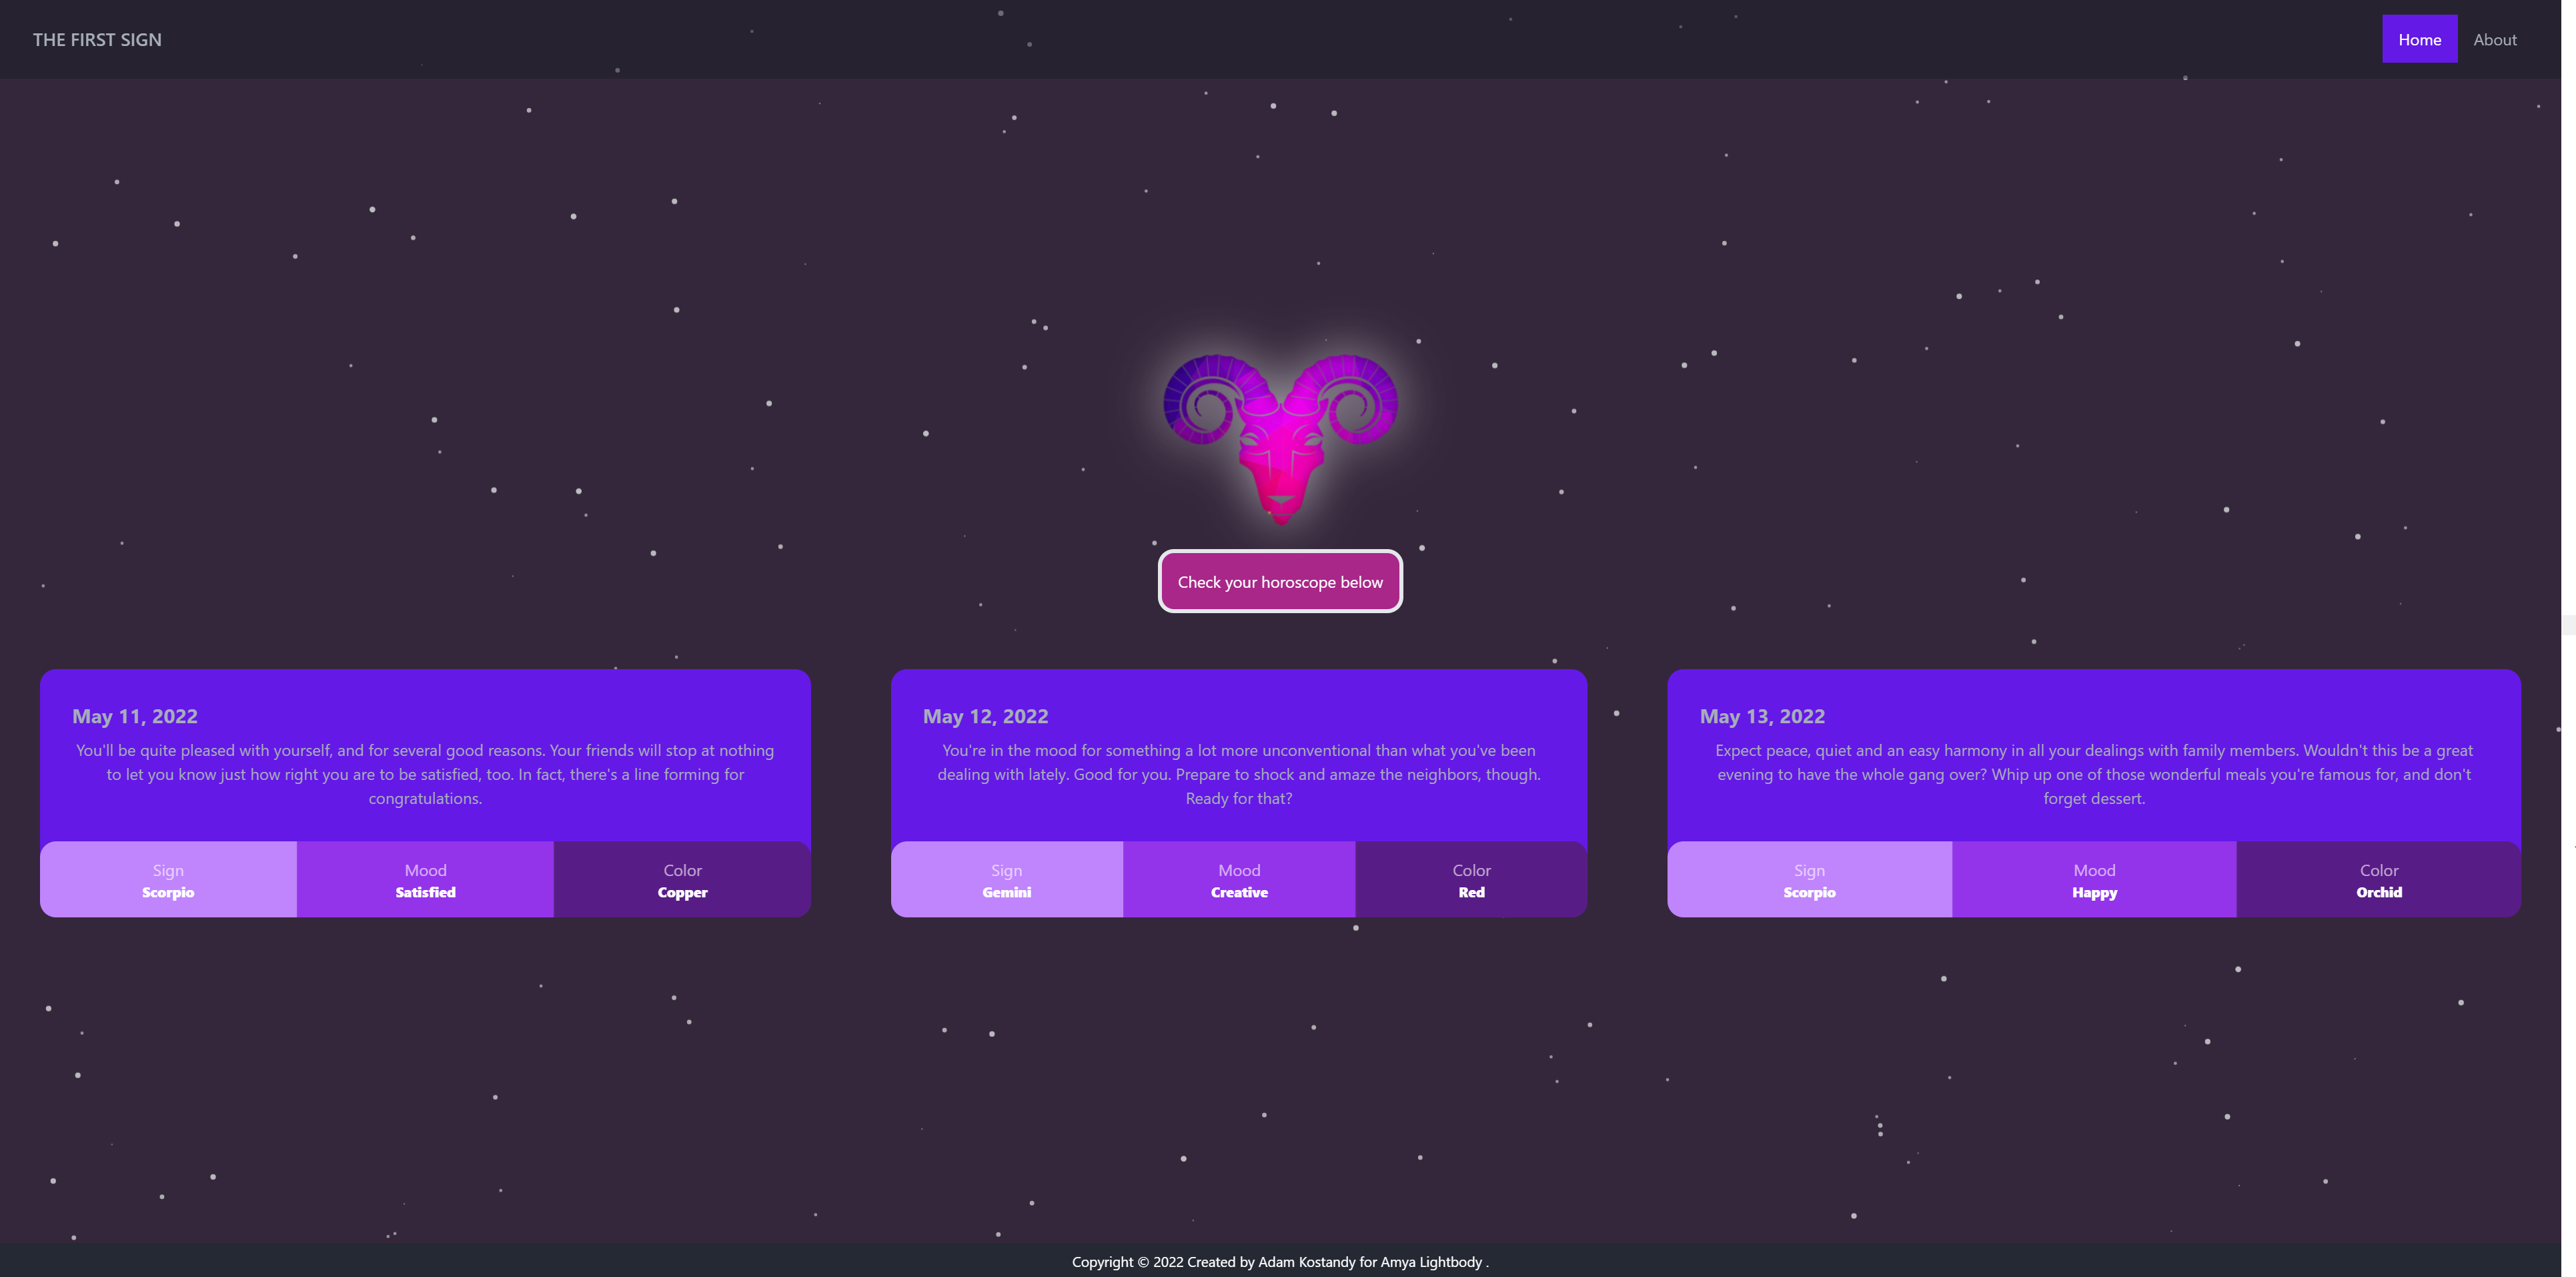 THE FIRST SIGN
Home
About
Check your horoscope below
May 11, 2022
You'll be quite pleased with yourself, and for several good reasons. Your friends will stop at nothing
to let you know just how right you are to be satisfied, too. In fact, there's a line forming for
congratulations.
Sign
Scorpio
Mood
Satisfied
Color
Copper
May 12, 2022
You're in the mood for something a lot more unconventional than what you've been
dealing with lately. Good for you. Prepare to shock and amaze the neighbors, though.
Ready for that?
Sign
Gemini
Mood
Creative
Color
Red
May 13, 2022
Expect peace, quiet and an easy harmony in all your dealings with family members. Wouldn't this be a great
evening to have the whole gang over? Whip up one of those wonderful meals you're famous for, and don't
forget dessert.
Sign
Scorpio
Mood
Happy
Color
Orchid
Copyright © 2022 Created by Adam Kostandy for Amya Lightbody .